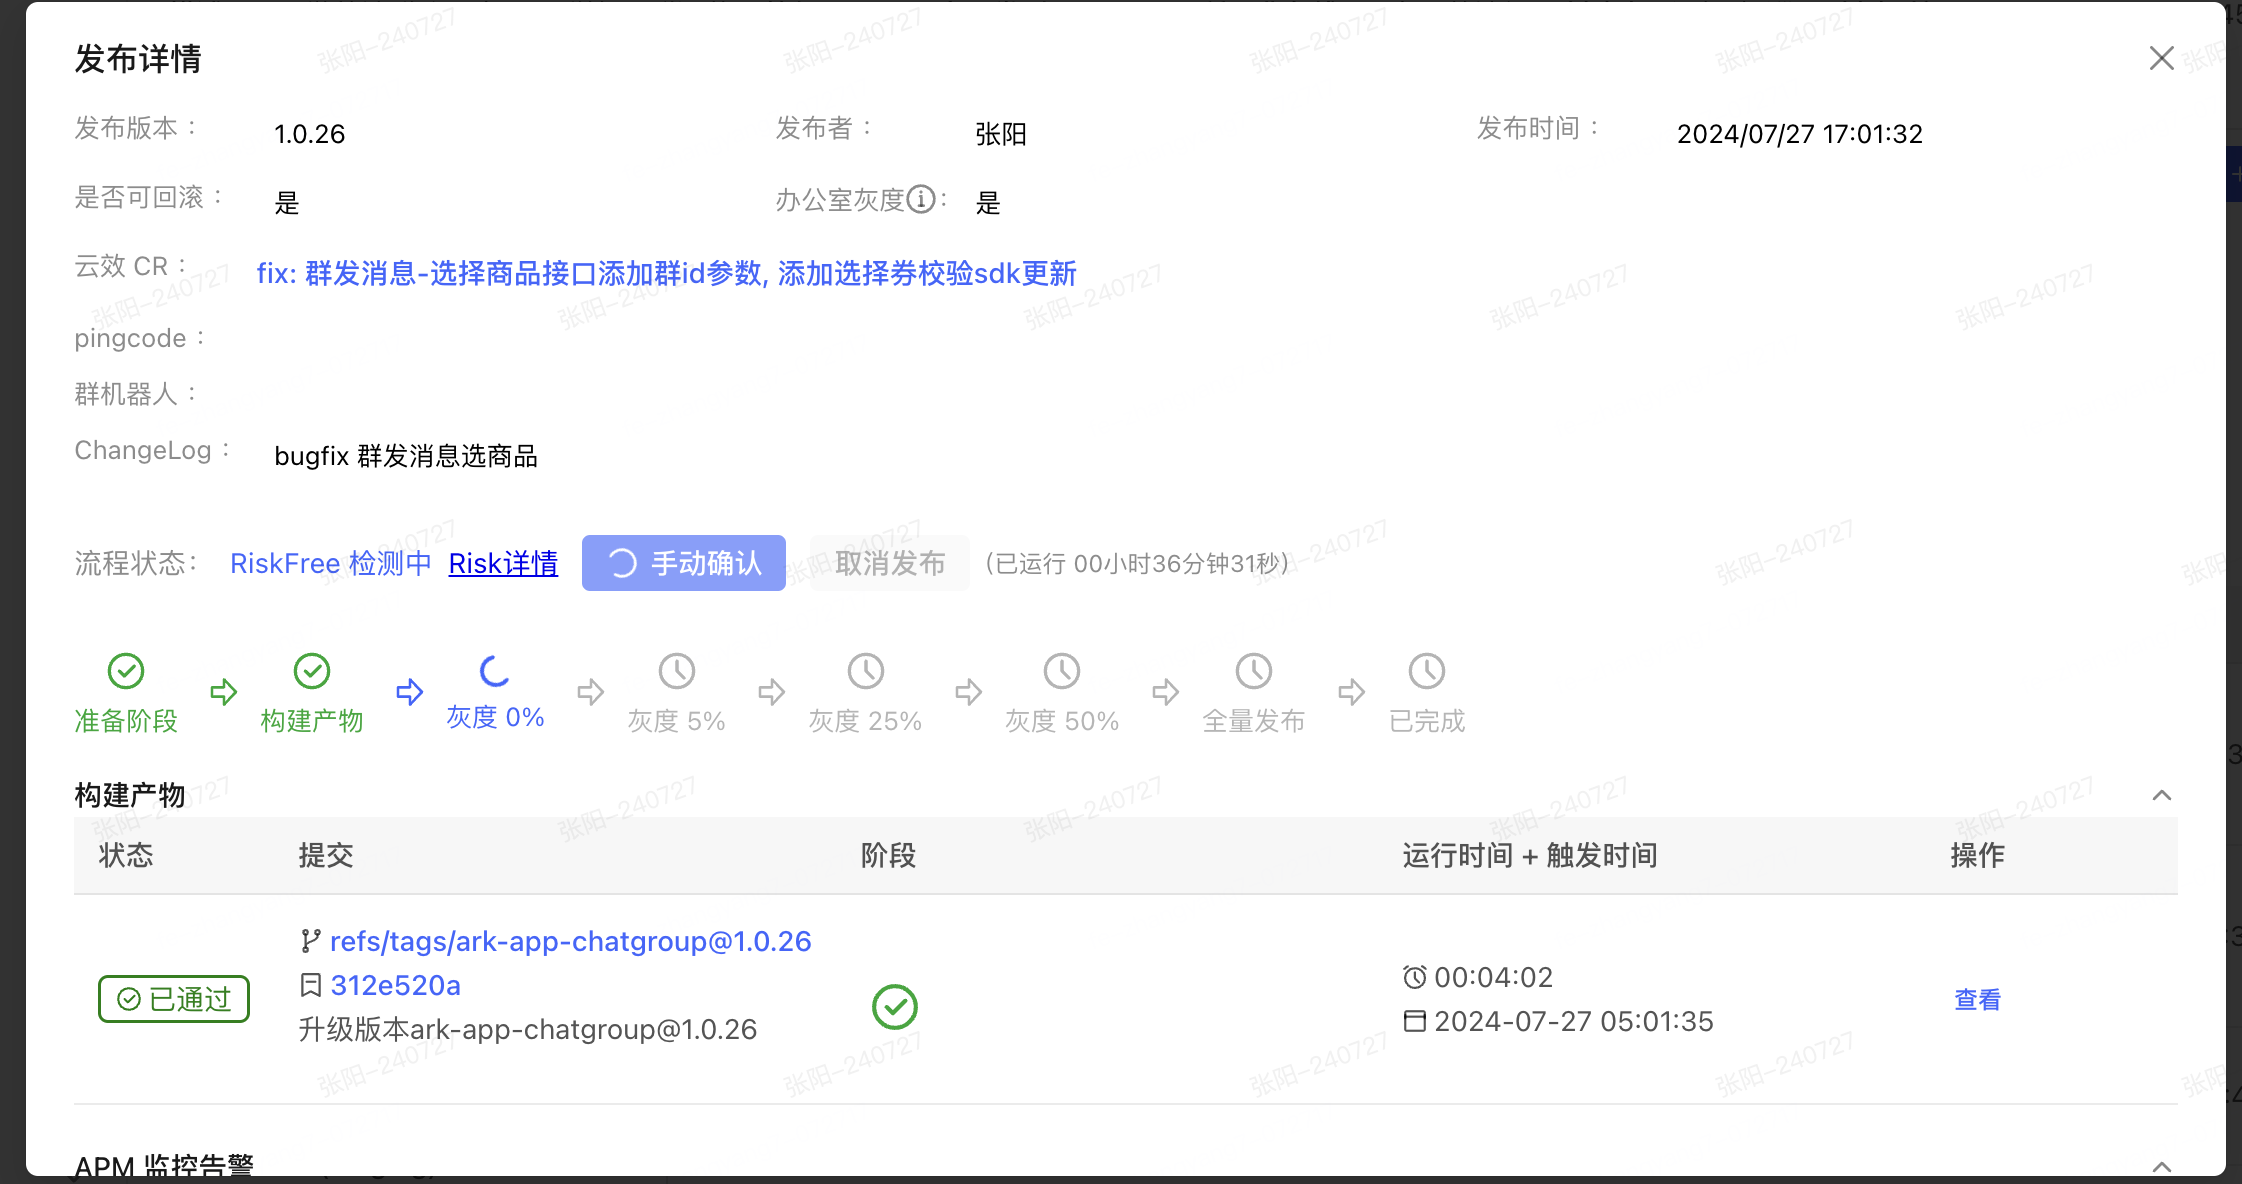 发布详情
发布版本： 1.0.26 发布者： 张阳 发布时间： 2024/07/27 17:01:32
是否可回滚： 是 办公室灰度： 是
云效 CR： fix: 群发消息-选择商品接口添加群id参数, 添加选择券校验sdk更新
pingcode：
群机器人：
ChangeLog： bugfix 群发消息选商品
流程状态： RiskFree 检测中 Risk详情 手动确认 取消发布 (已运行 00小时36分钟31秒)
准备阶段 构建产物 灰度 0% 灰度 5% 灰度 25% 灰度 50% 全量发布 已完成
构建产物
状态 提交 阶段 运行时间 + 触发时间 操作
refs/tags/ark-app-chatgroup@1.0.26
312e520a
升级版本ark-app-chatgroup@1.0.26
已通过
00:04:02
2024-07-27 05:01:35
查看
APM 监控告警
张阳-240727